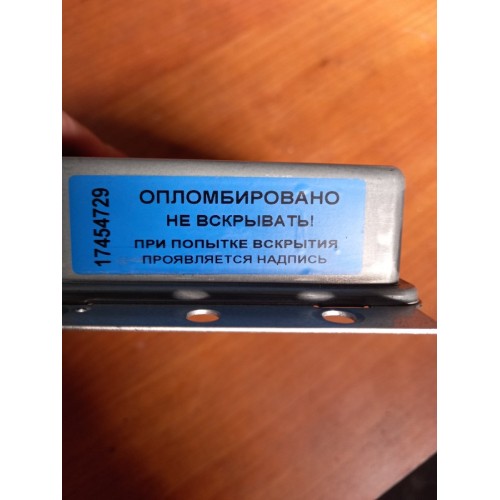 17454729
ОПЛОМБИРОВАНО
НЕ ВСКРЫВАТЬ!
ПРИ ПОПЫТКЕ ВСКРЫТИЯ
ПРОЯВЛЯЕТСЯ НАДПИСЬ